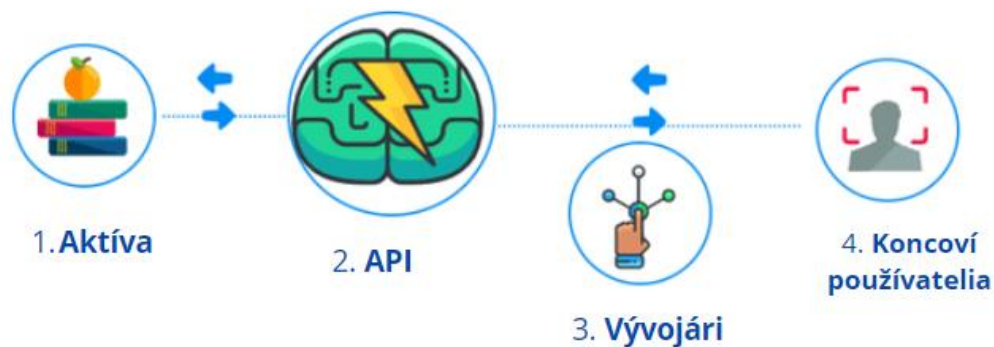 1. Aktíva
2. API
3. Vývojári
4. Koncoví
používatelia